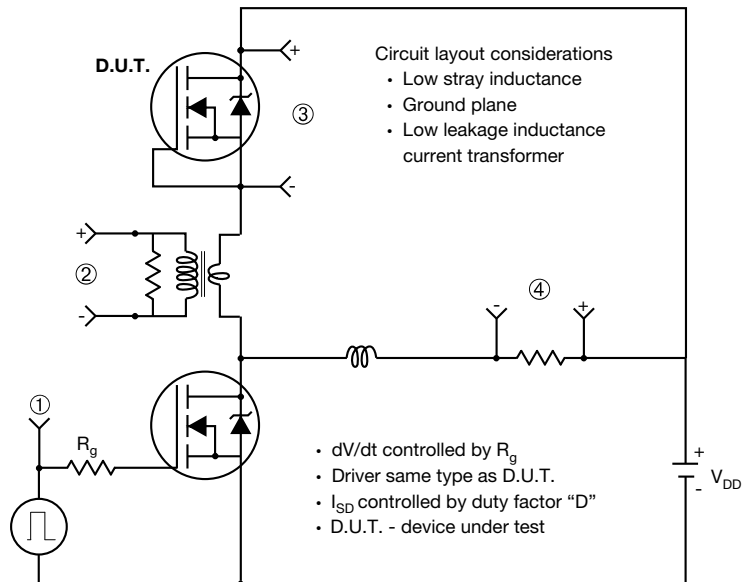 D.U.T.
+
③
-
Circuit layout considerations
• Low stray inductance
• Ground plane
• Low leakage inductance
current transformer
+
②
-
④
-
+
①
Rg
• dV/dt controlled by Rg
• Driver same type as D.U.T.
• ISD controlled by duty factor “D”
• D.U.T. - device under test
+
-
VDD